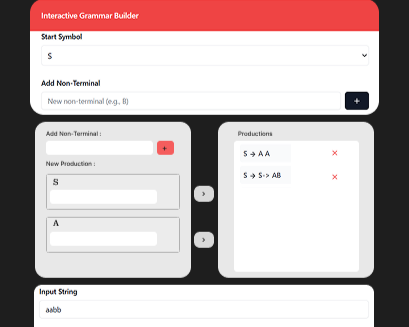 Interactive Grammar Builder
Start Symbol
S
Add Non-Terminal
New non-terminal (e.g., B)
+
Add Non-Terminal :
+
New Production :
S
>
A
>
Productions
S → A A ×
S → S-> AB ×
Input String
aabb